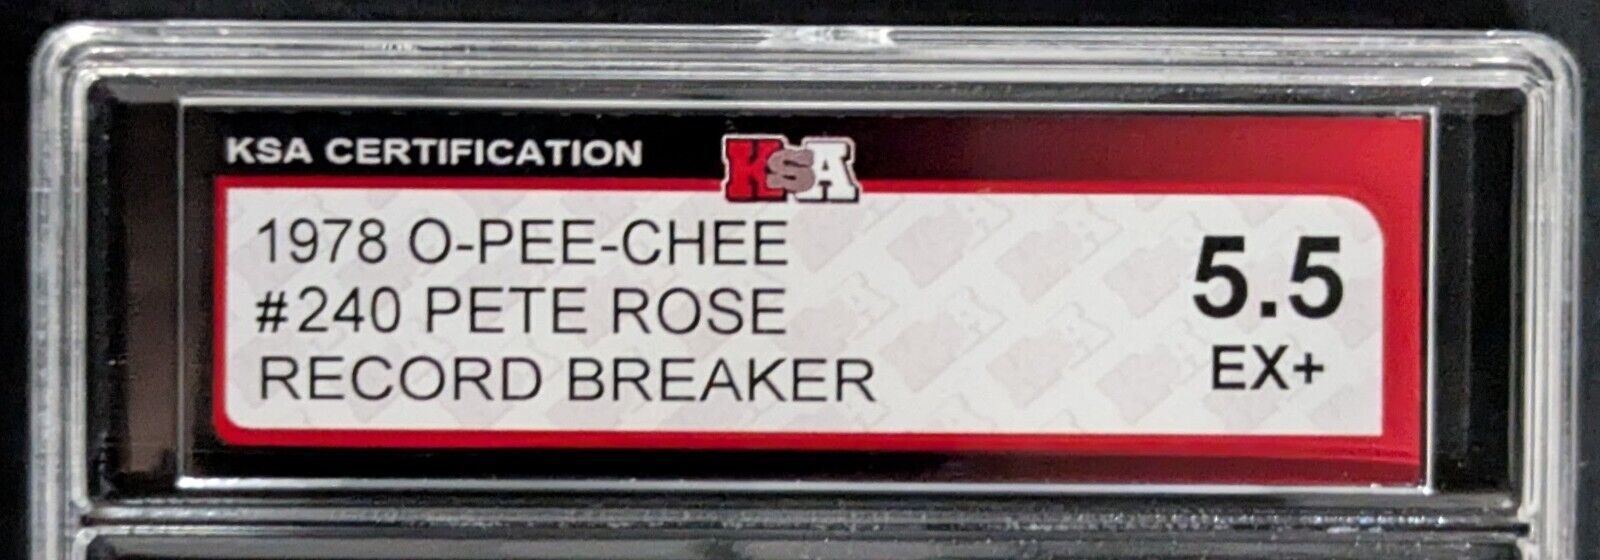 KSA CERTIFICATION
KSA
1978 O-PEE-CHEE
#240 PETE ROSE
RECORD BREAKER
5.5
EX+